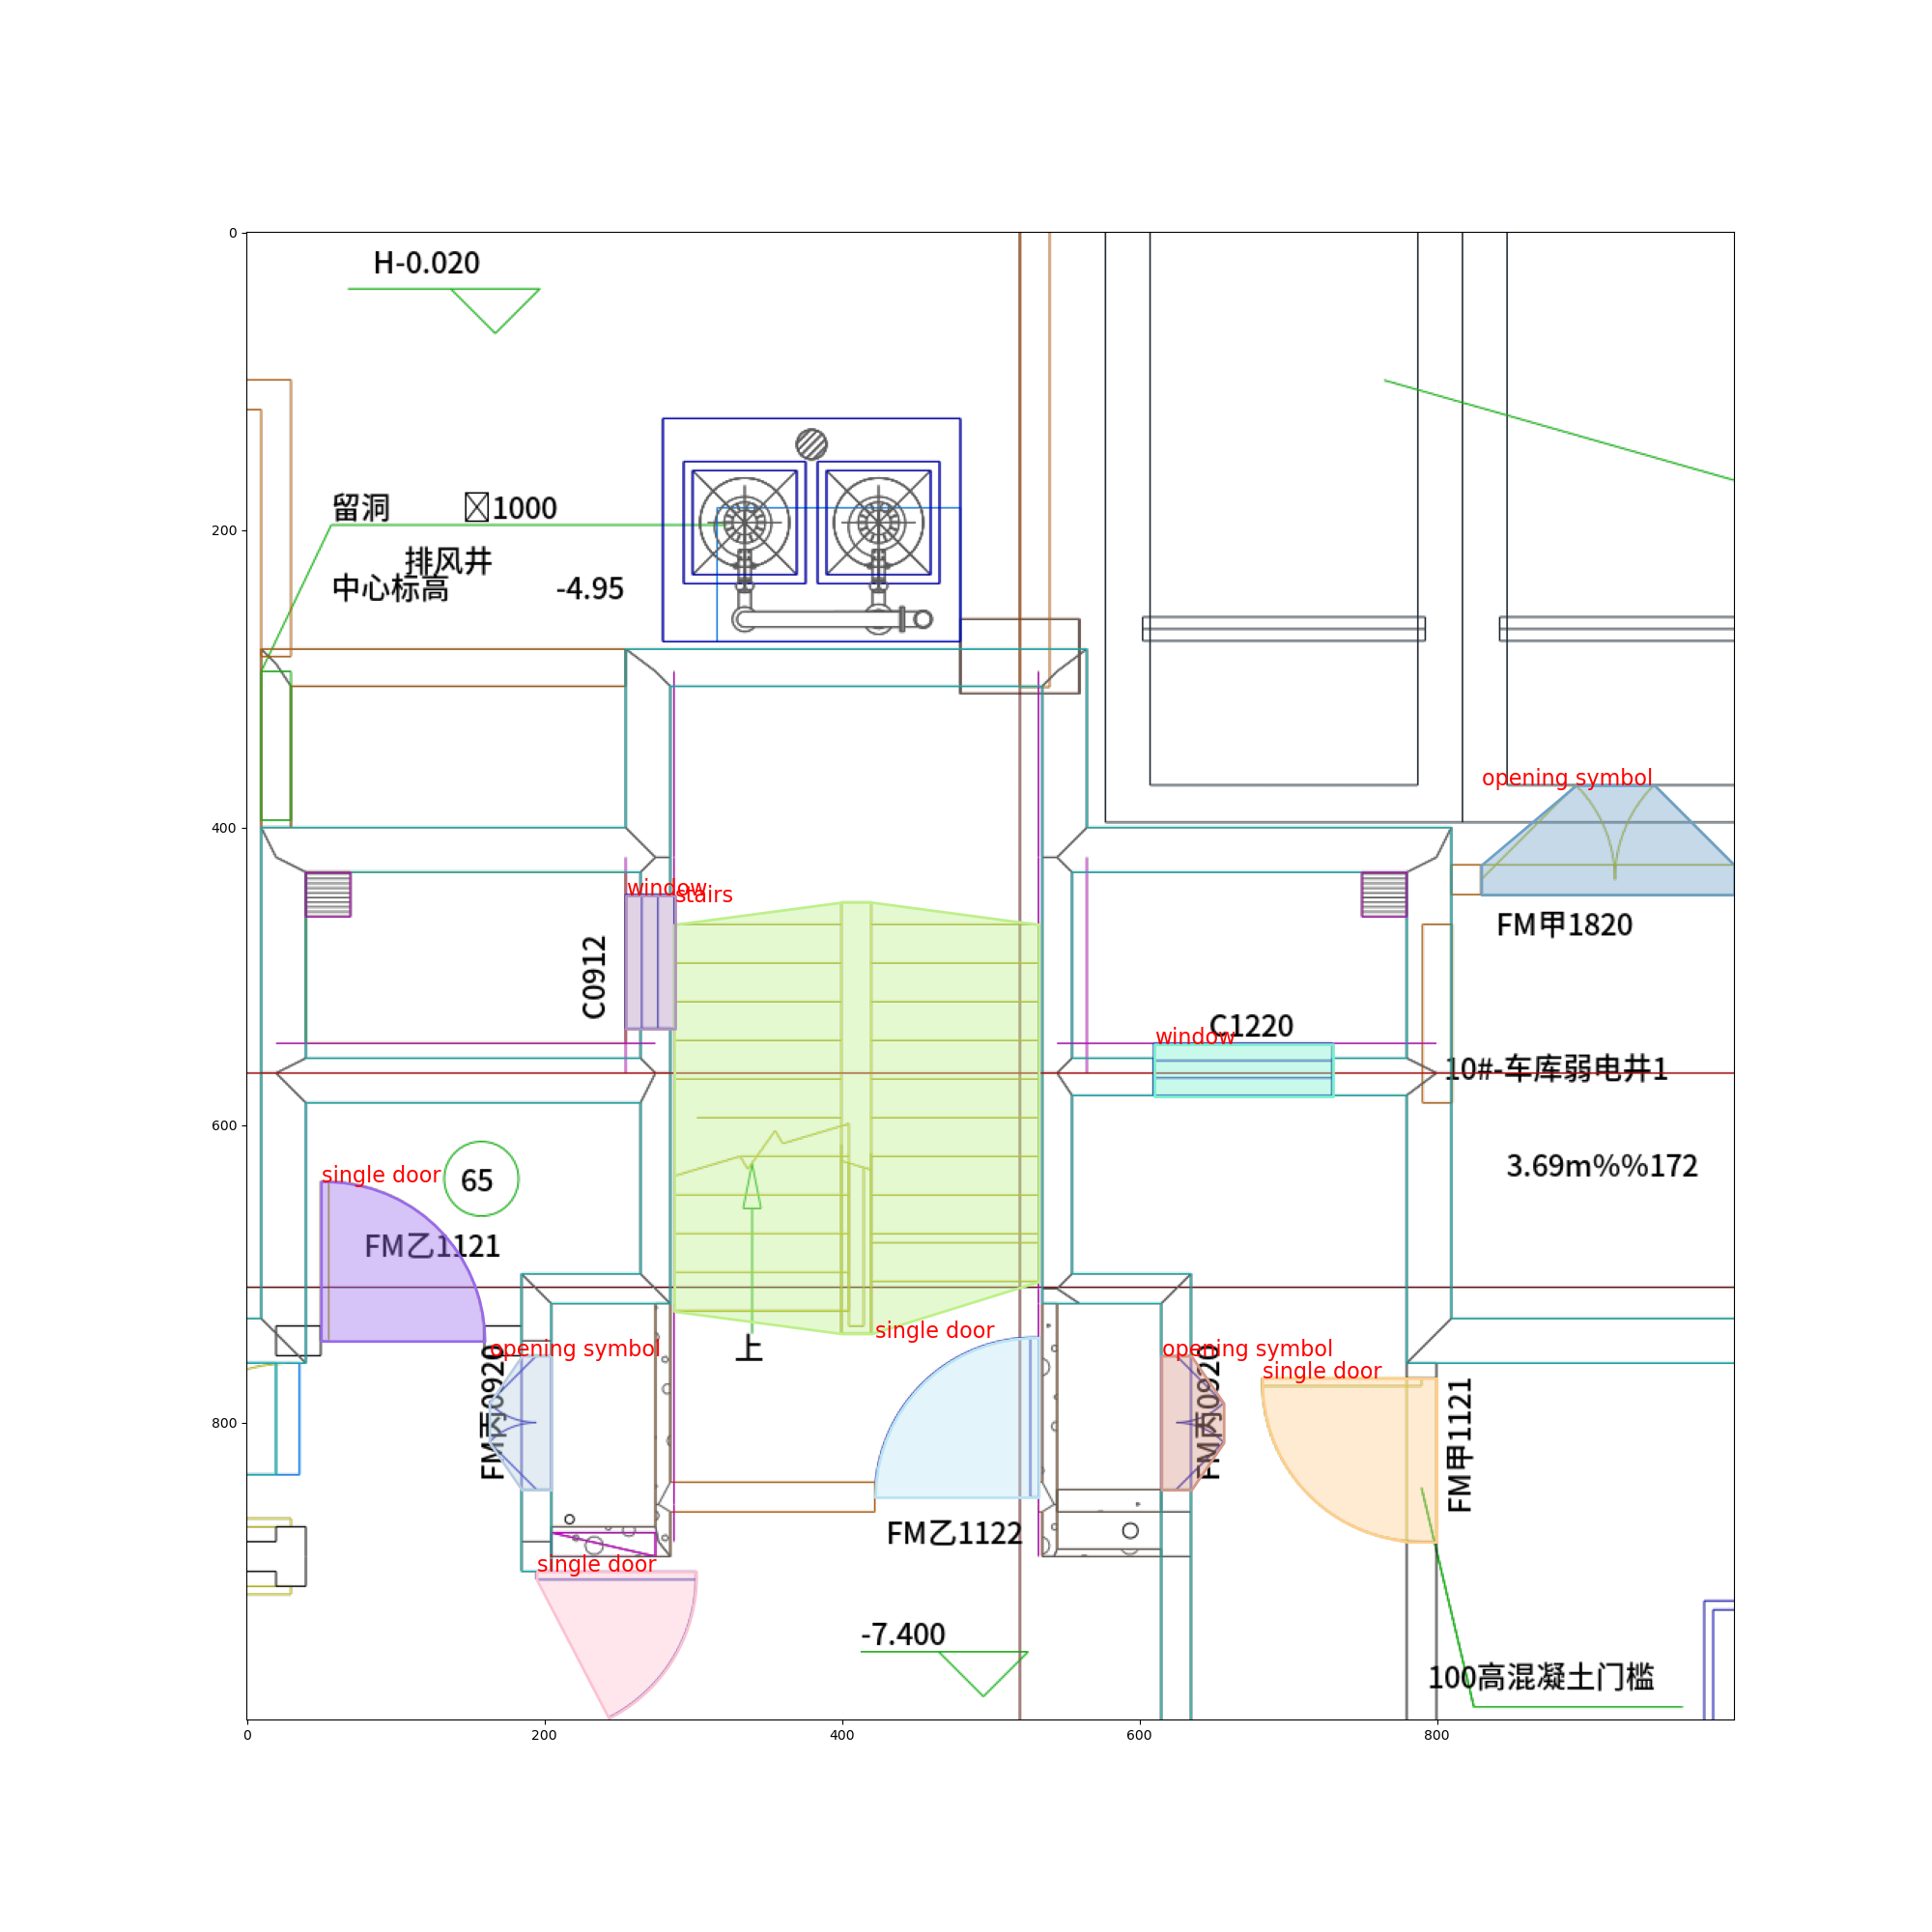 0
H-0.020
200
留洞 1000
排风井
中心标高 -4.95
400
opening symbol
window
stairs
C0912
FM甲1820
C1220
window
10#-车库弱电井1
600
3.69m%%172
single door
65
FM乙1121
上
single door
opening symbol
FM丙0920
opening symbol
FM丙0920
single door
FM甲1121
800
FM乙1122
single door
-7.400
100高混凝土门槛
0
200
400
600
800